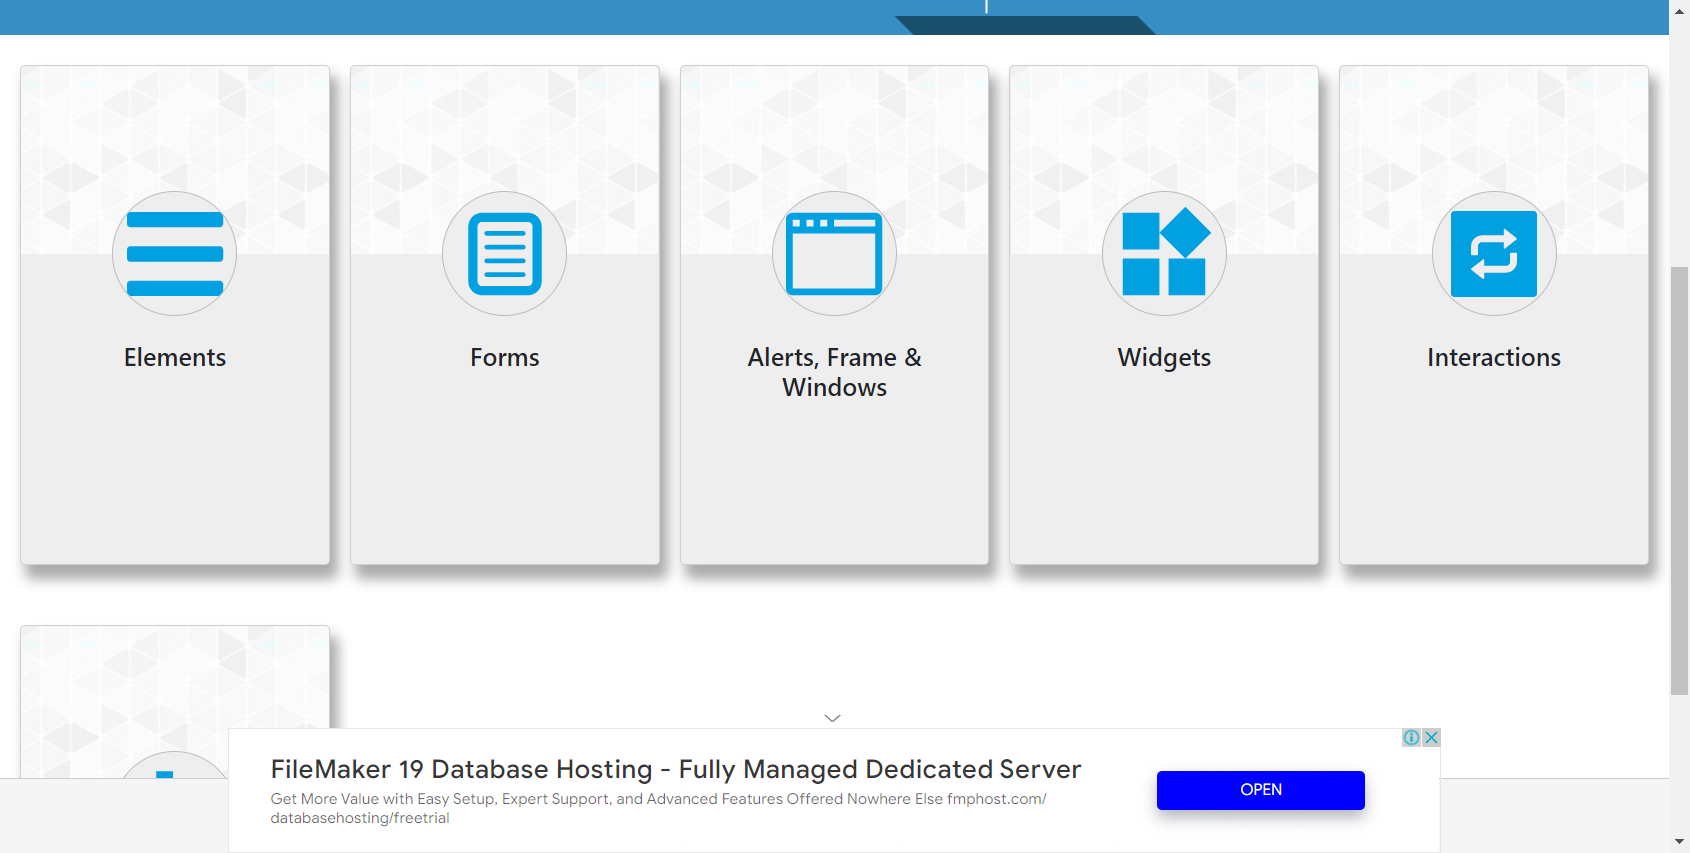 Elements
Forms
Alerts, Frame &
Windows
Widgets
Interactions
FileMaker 19 Database Hosting - Fully Managed Dedicated Server
Get More Value with Easy Setup, Expert Support, and Advanced Features Offered Nowhere Else fmphost.com/
databasehosting/freetrial
OPEN